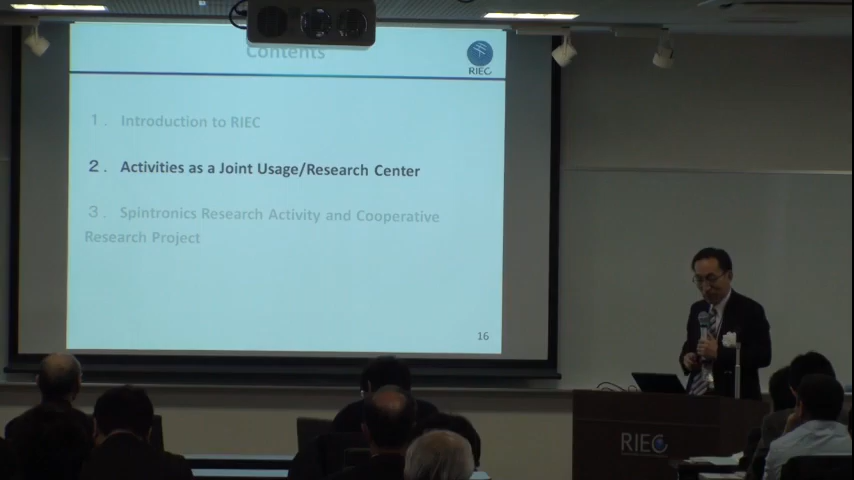 Contents
RIEC
１． Introduction to RIEC
２． Activities as a Joint Usage/Research Center
３． Spintronics Research Activity and Cooperative
Research Project
16
RIEC